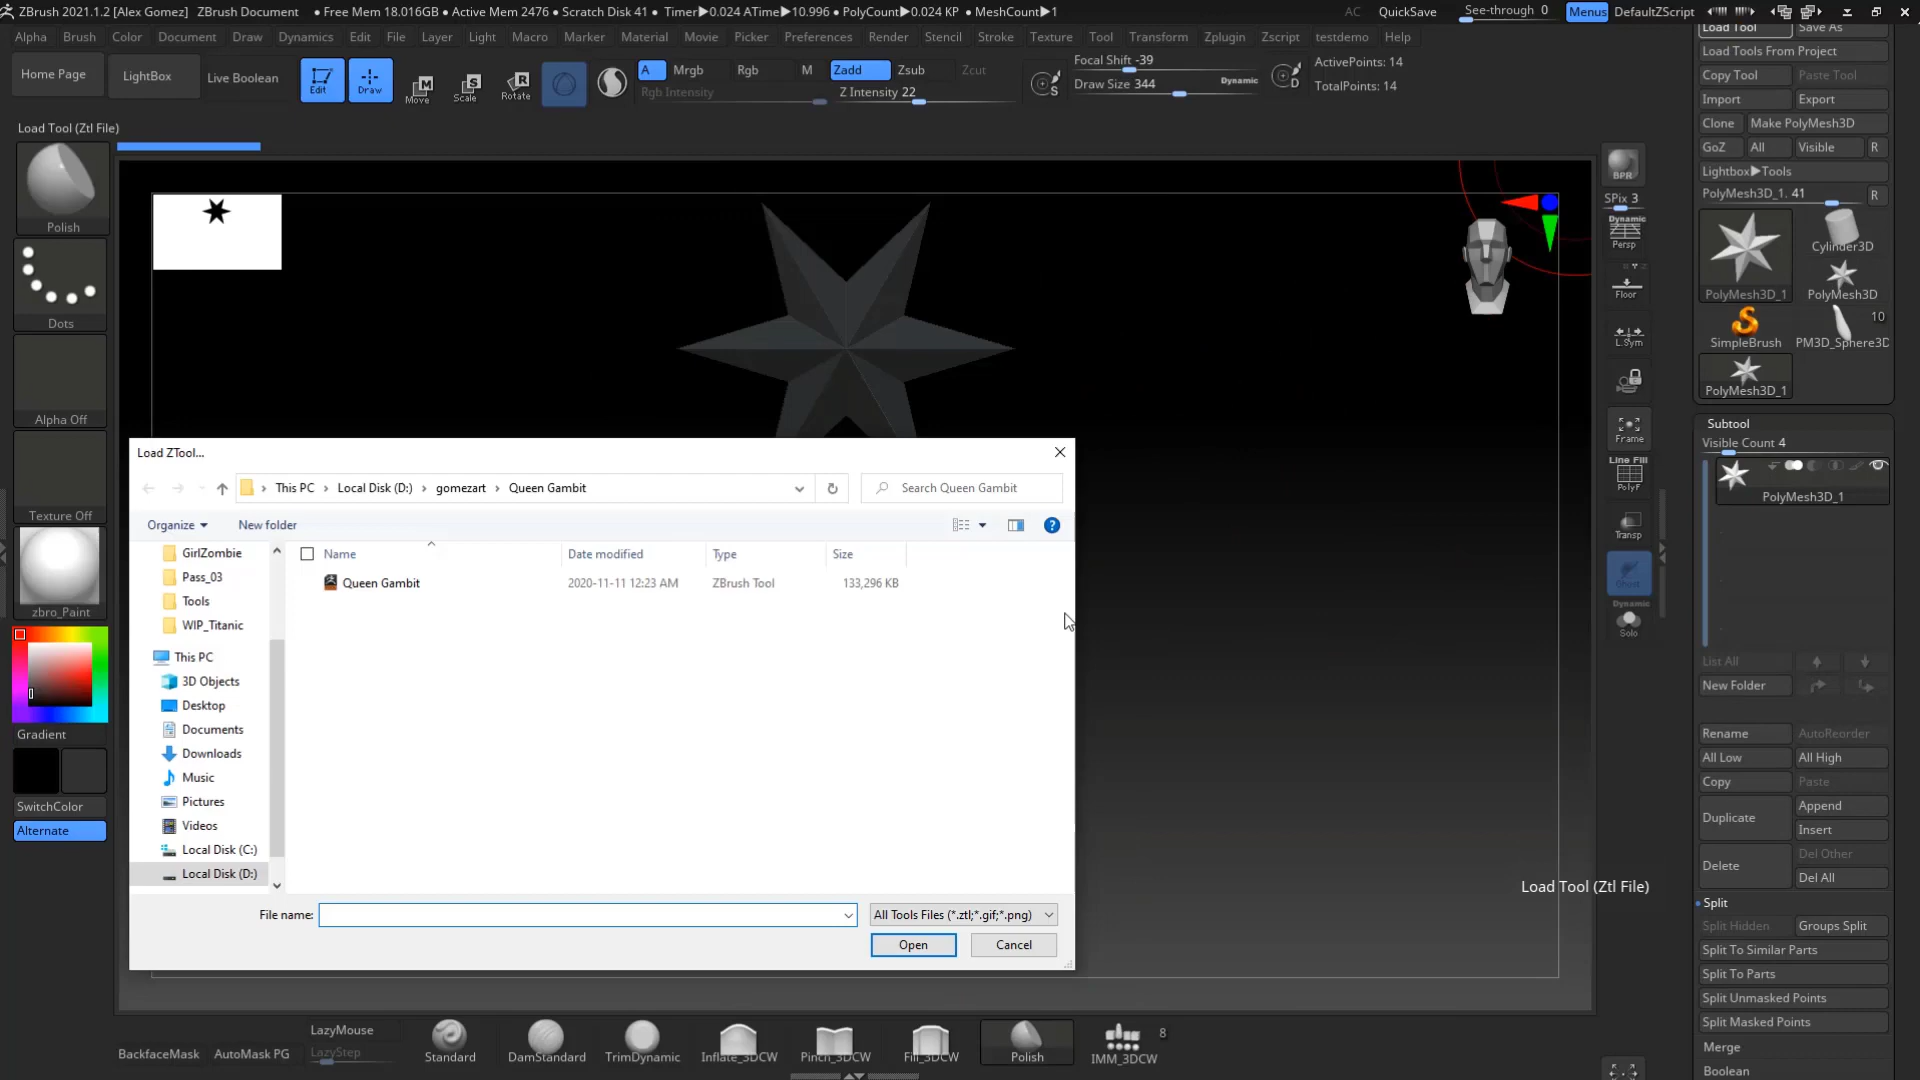 ZBrush 2021.1.2 [Alex Gomez] ZBrush Document • Free Mem 18.016GB • Active Mem 2476 • Scratch Disk 41 • Timer▶0.024 ATime▶10.996 • PolyCount▶0.024 KP • MeshCount▶1 AC QuickSave See-through 0 Menus DefaultZScript
Alpha Brush Color Document Draw Dynamics Edit File Layer Light Macro Marker Material Movie Picker Preferences Render Stencil Stroke Texture Tool Transform Zplugin Zscript testdemo Help
Home Page LightBox Live Boolean Edit Draw Move Scale Rotate
A Mrgb Rgb M Zadd Zsub Zcut
Rgb Intensity Z Intensity 22
Focal Shift -39
Draw Size 344 Dynamic
S D
ActivePoints: 14
TotalPoints: 14
Load Tool (Ztl File)
Polish
Dots
Alpha Off
Texture Off
zbro_Paint
Gradient
SwitchColor
Alternate
Load ZTool...
This PC › Local Disk (D:) › gomezart › Queen Gambit
Search Queen Gambit
Organize New folder
Name Date modified Type Size
Queen Gambit 2020-11-11 12:23 AM ZBrush Tool 133,296 KB
GirlZombie
Pass_03
Tools
WIP_Titanic
This PC
3D Objects
Desktop
Documents
Downloads
Music
Pictures
Videos
Local Disk (C:)
Local Disk (D:)
File name: All Tools Files (*.ztl;*.gif;*.png)
Open Cancel
Load Tool (Ztl File)
BPR
SPix 3
Dynamic
Persp
Floor
L.Sym
Frame
Line Fill
PolyF
Transp
Ghost
Dynamic
Solo
Load Tool Save As
Load Tools From Project
Copy Tool Paste Tool
Import Export
Clone Make PolyMesh3D
GoZ All Visible R
Lightbox▶Tools
PolyMesh3D_1. 41 R
PolyMesh3D_1 Cylinder3D
PolyMesh3D
SimpleBrush PM3D_Sphere3D 10
PolyMesh3D_1
Subtool
Visible Count 4
PolyMesh3D_1
List All
New Folder
Rename AutoReorder
All Low All High
Copy Paste
Duplicate Append
Insert
Delete Del Other
Del All
Split
Split Hidden Groups Split
Split To Similar Parts
Split To Parts
Split Unmasked Points
Split Masked Points
Merge
Boolean
BackfaceMask AutoMask PG
LazyMouse
LazyStep
Standard DamStandard TrimDynamic Inflate_3DCW Pinch_3DCW Fill_3DCW Polish IMM_3DCW 8